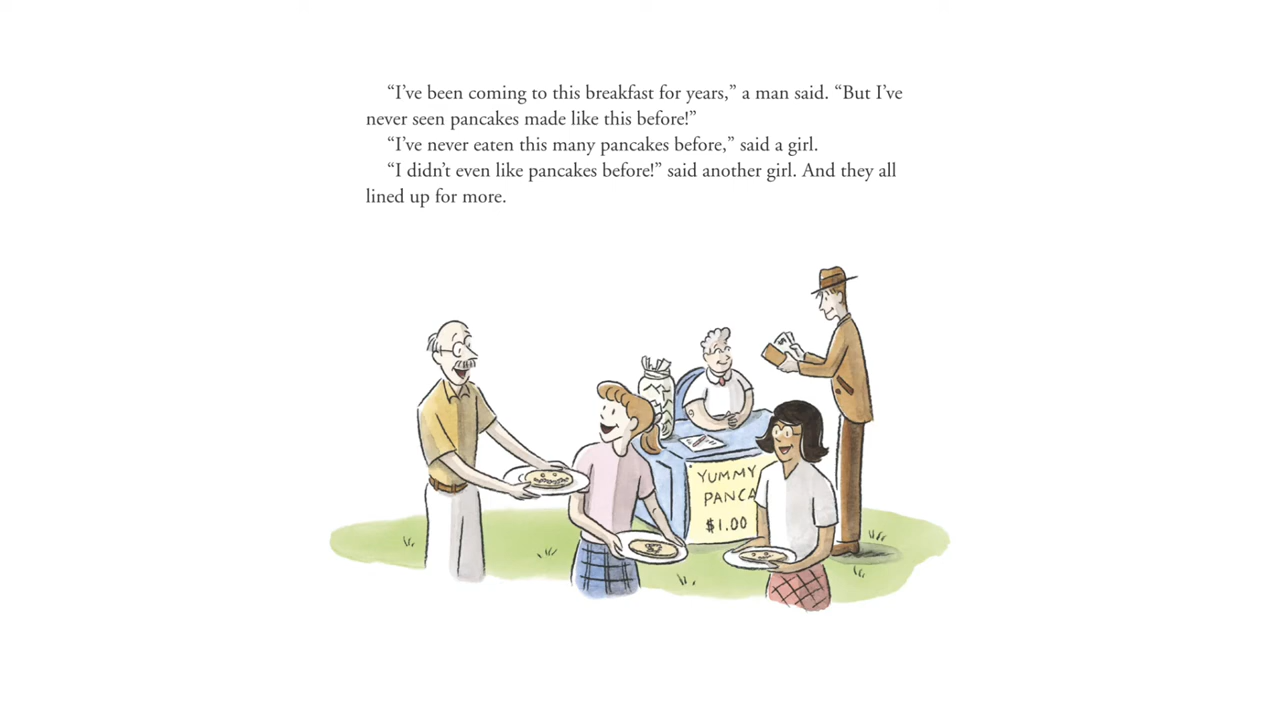 “I’ve been coming to this breakfast for years,” a man said. “But I’ve
never seen pancakes made like this before!”
“I’ve never eaten this many pancakes before,” said a girl.
“I didn’t even like pancakes before!” said another girl. And they all
lined up for more.
YUMMY
PANCA
$1.00